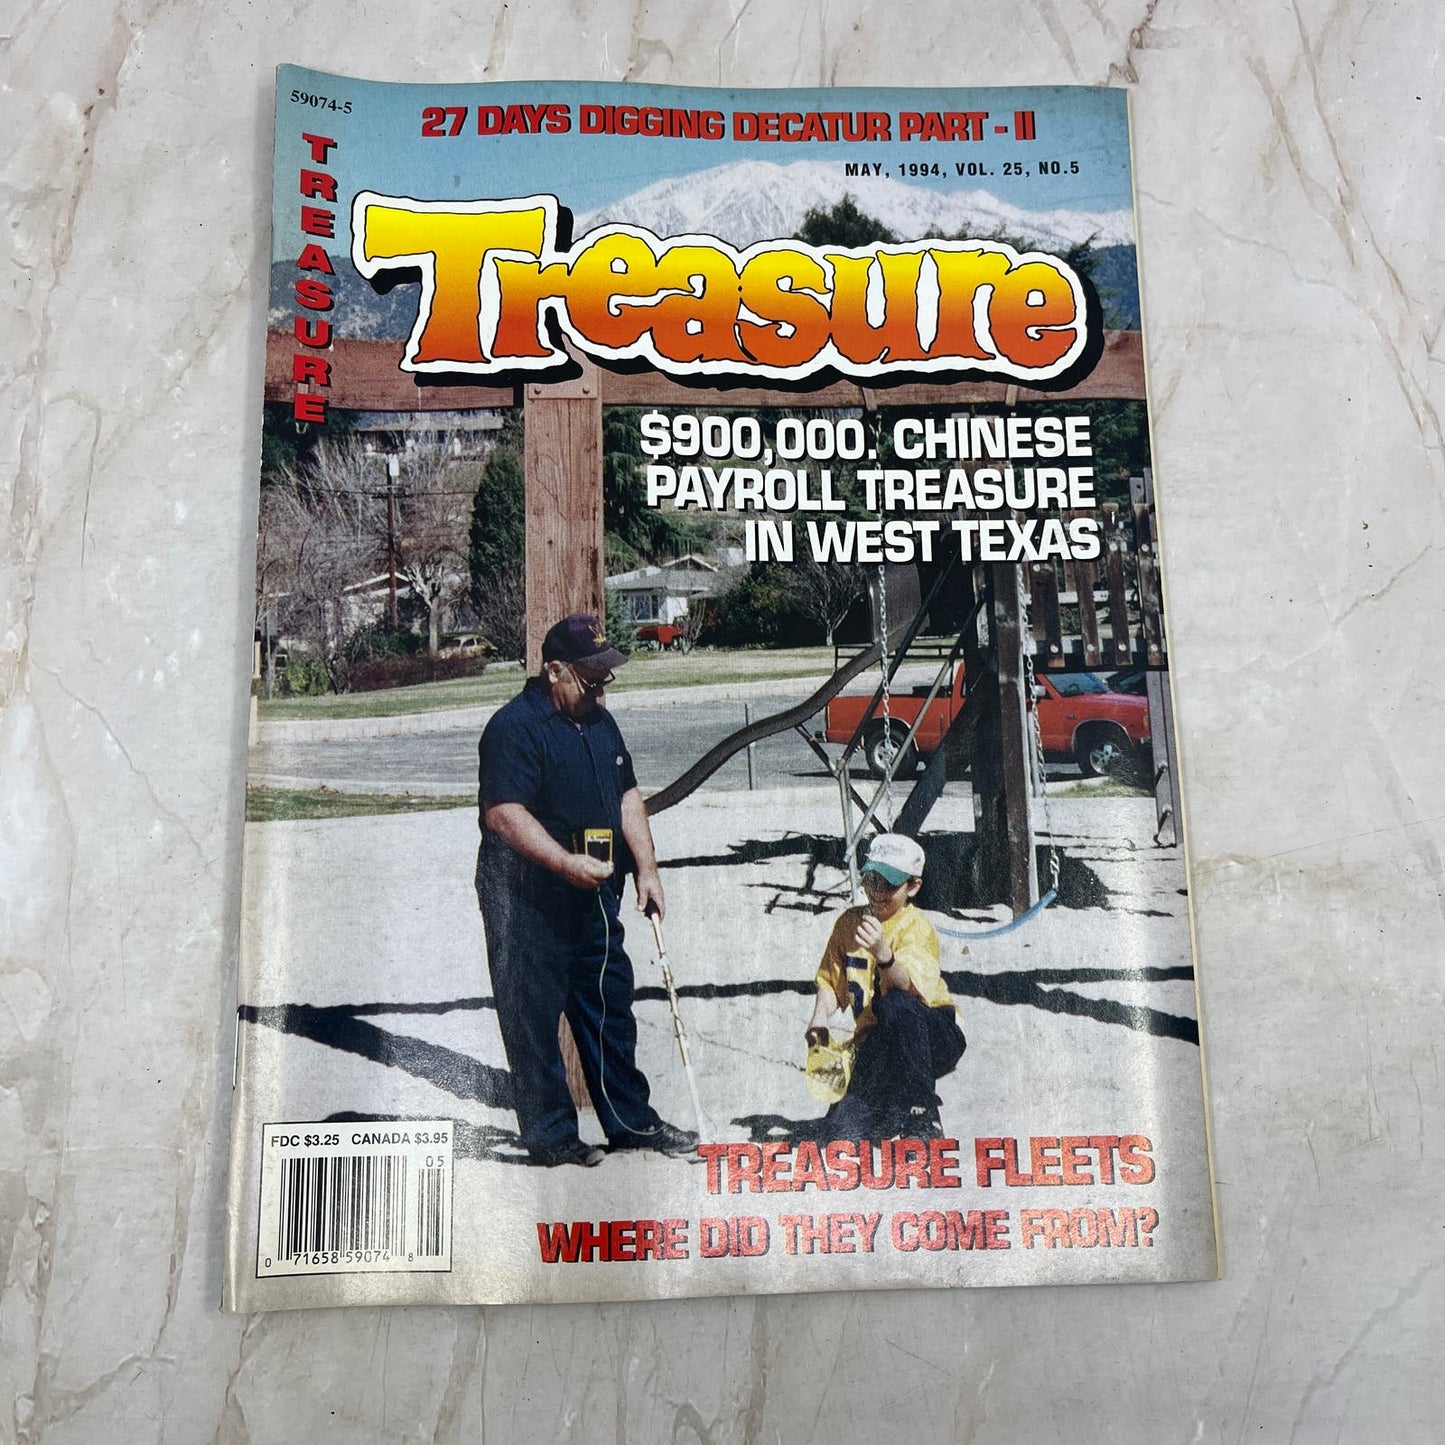 59074-5
27 DAYS DIGGING DECATUR PART - II
MAY, 1994, VOL. 25, NO.5
TREASURE
Treasure
$900,000. CHINESE
PAYROLL TREASURE
IN WEST TEXAS
TREASURE FLEETS
WHERE DID THEY COME FROM?
FDC $3.25 CANADA $3.95
05
0 71658 59074 8